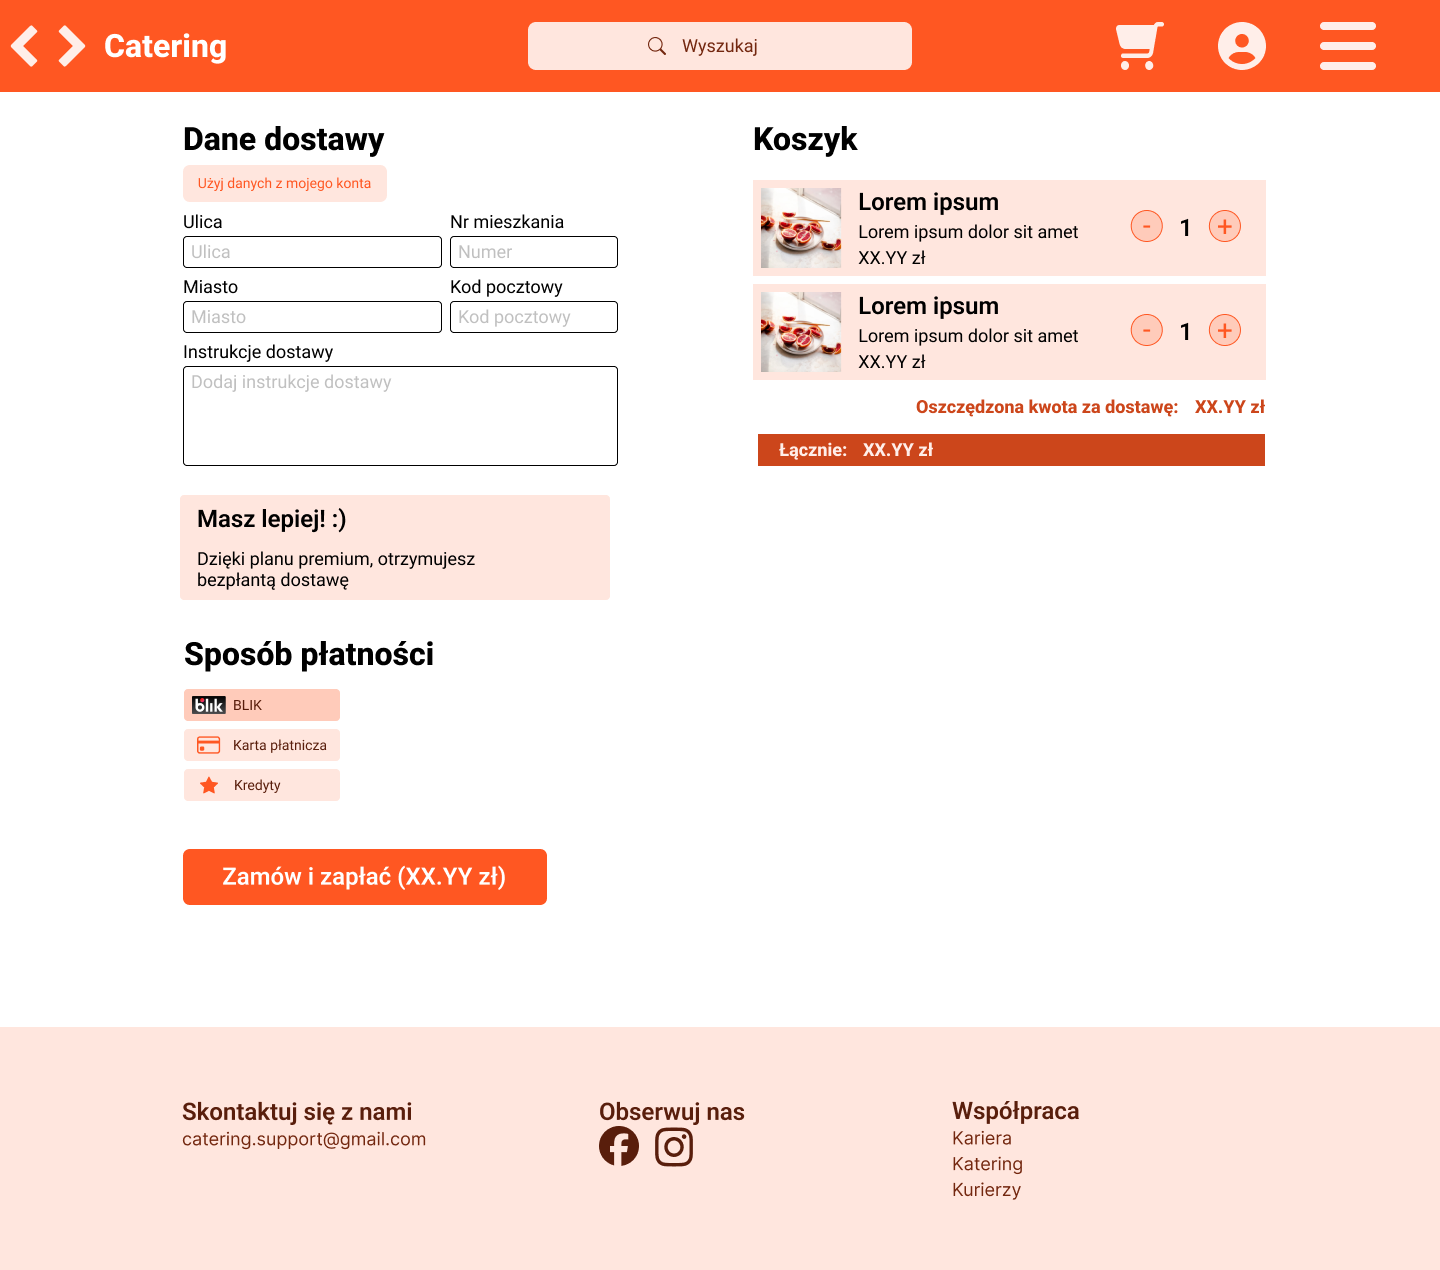 Catering
Wyszukaj
Dane dostawy
Użyj danych z mojego konta
Ulica
Nr mieszkania
Ulica
Numer
Miasto
Kod pocztowy
Miasto
Kod pocztowy
Instrukcje dostawy
Dodaj instrukcje dostawy
Masz lepiej! :)
Dzięki planu premium, otrzymujesz
bezpłantą dostawę
Sposób płatności
blik BLIK
Karta płatnicza
Kredyty
Zamów i zapłać (XX.YY zł)
Koszyk
Lorem ipsum
Lorem ipsum dolor sit amet
XX.YY zł
- 1 +
Lorem ipsum
Lorem ipsum dolor sit amet
XX.YY zł
- 1 +
Oszczędzona kwota za dostawę: XX.YY zł
Łącznie: XX.YY zł
Skontaktuj się z nami
catering.support@gmail.com
Obserwuj nas
Współpraca
Kariera
Katering
Kurierzy